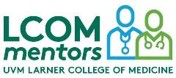 LCOM
mentors
UVM LARNER COLLEGE OF MEDICINE